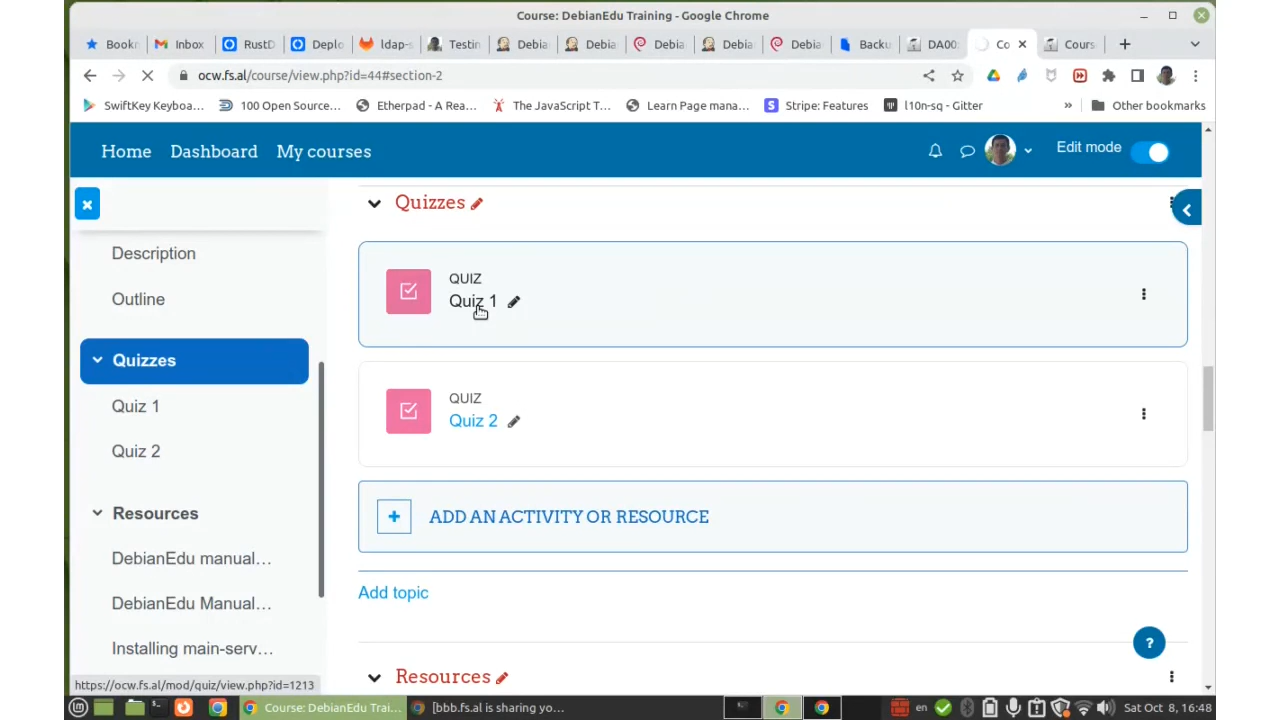 Course: DebianEdu Training - Google Chrome
Bookr
Inbox
RustD
Deplo
ldap-s
Testin
Debia
Debia
Debia
Debia
Debia
Backu
DA00
Co
Cours
ocw.fs.al/course/view.php?id=44#section-2
SwiftKey Keyboa...
100 Open Source...
Etherpad - A Rea...
The JavaScript T...
Learn Page mana...
Stripe: Features
l10n-sq - Gitter
»
Other bookmarks
Home
Dashboard
My courses
Edit mode
Description
Outline
Quizzes
Quiz 1
Quiz 2
Resources
DebianEdu manual...
DebianEdu Manual...
Installing main-serv...
Quizzes
QUIZ
Quiz 1
QUIZ
Quiz 2
ADD AN ACTIVITY OR RESOURCE
Add topic
?
Resources
https://ocw.fs.al/mod/quiz/view.php?id=1213
Course: DebianEdu Trai...
[bbb.fs.al is sharing yo...
en
Sat Oct 8, 16:48